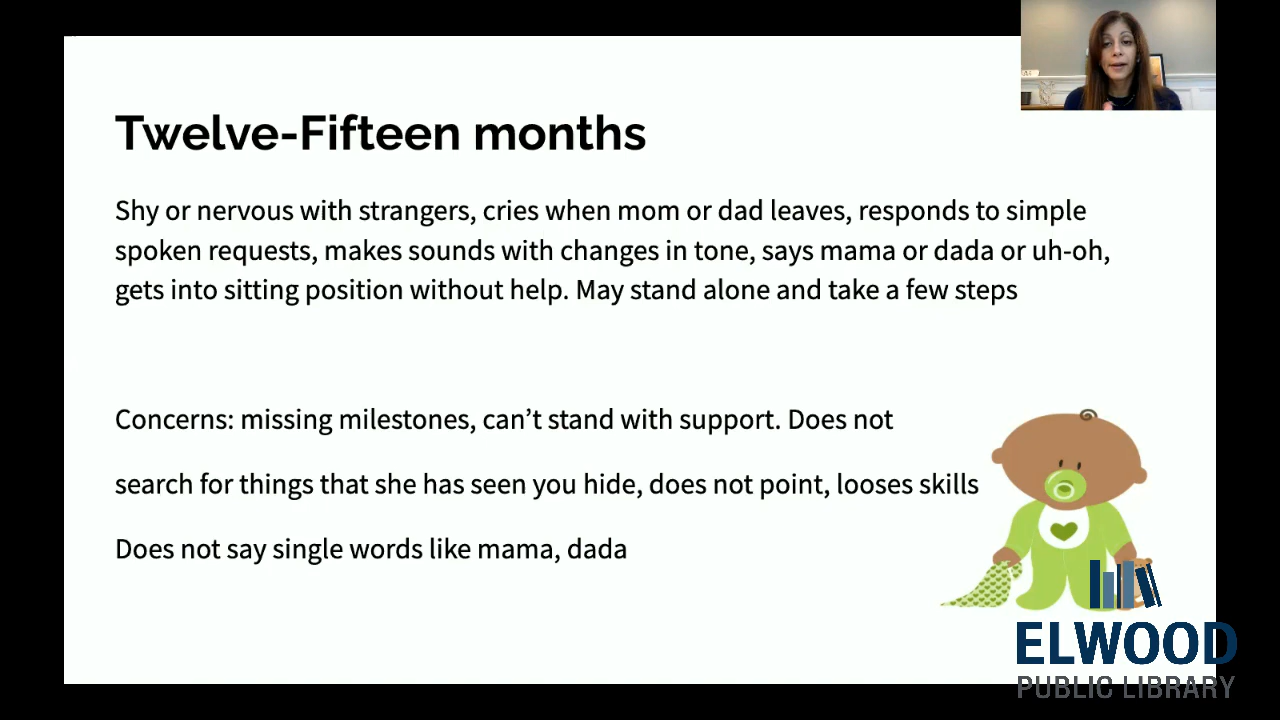 Twelve-Fifteen months
Shy or nervous with strangers, cries when mom or dad leaves, responds to simple
spoken requests, makes sounds with changes in tone, says mama or dada or uh-oh,
gets into sitting position without help. May stand alone and take a few steps
Concerns: missing milestones, can’t stand with support. Does not
search for things that she has seen you hide, does not point, looses skills
Does not say single words like mama, dada
ELWOOD
PUBLIC LIBRARY